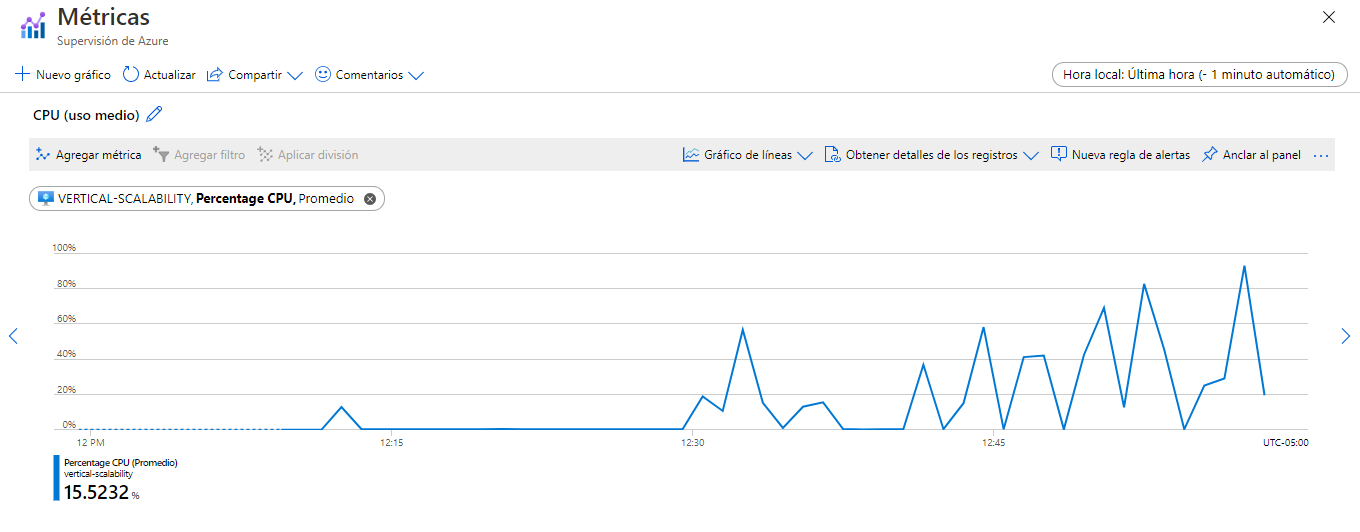 Métricas
Supervisión de Azure
Nuevo gráfico Actualizar Compartir Comentarios
Hora local: Última hora (- 1 minuto automático)
CPU (uso medio)
Agregar métrica Agregar filtro Aplicar división Gráfico de líneas Obtener detalles de los registros Nueva regla de alertas Anclar al panel ...
VERTICAL-SCALABILITY, Percentage CPU, Promedio
100%
80%
60%
40%
20%
0%
12 PM 12:15 12:30 12:45 UTC-05:00
Percentage CPU (Promedio)
vertical-scalability
15.5232 %